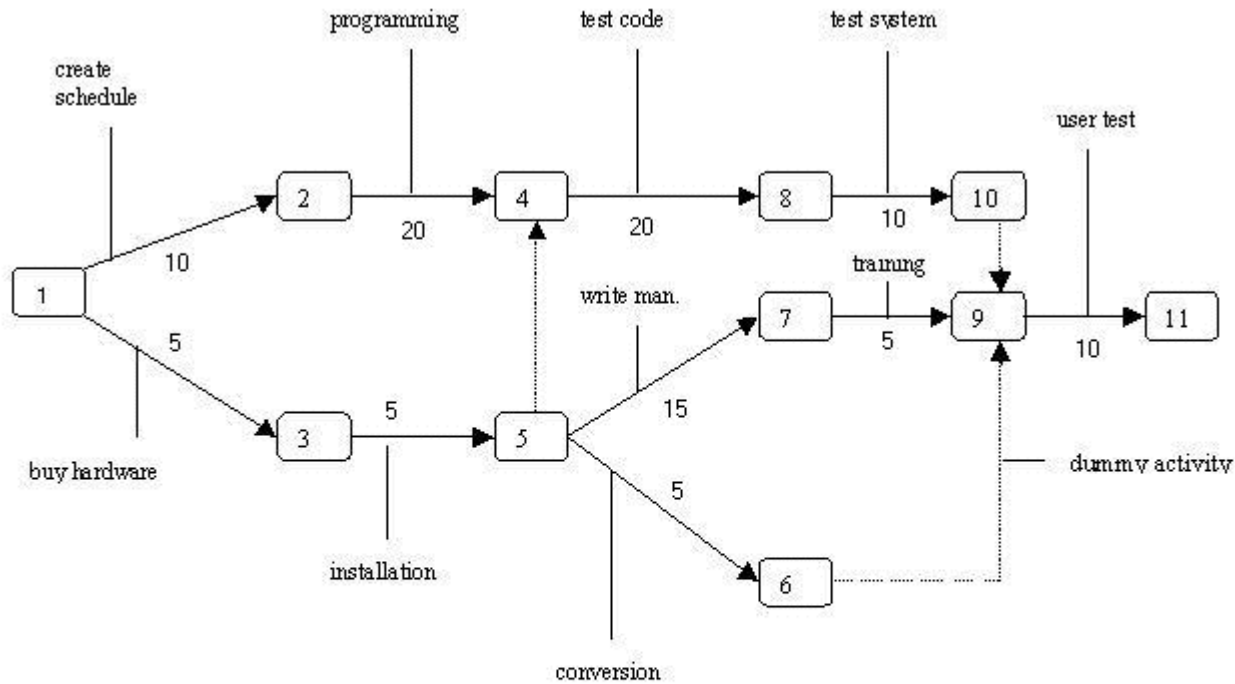 programming
test code
test system
create
schedule
user test
2
4
8
10
20
20
10
10
training
1
write man.
7
9
11
5
5
10
5
15
3
5
buy hardware
5
dummy activity
installation
6
conversion